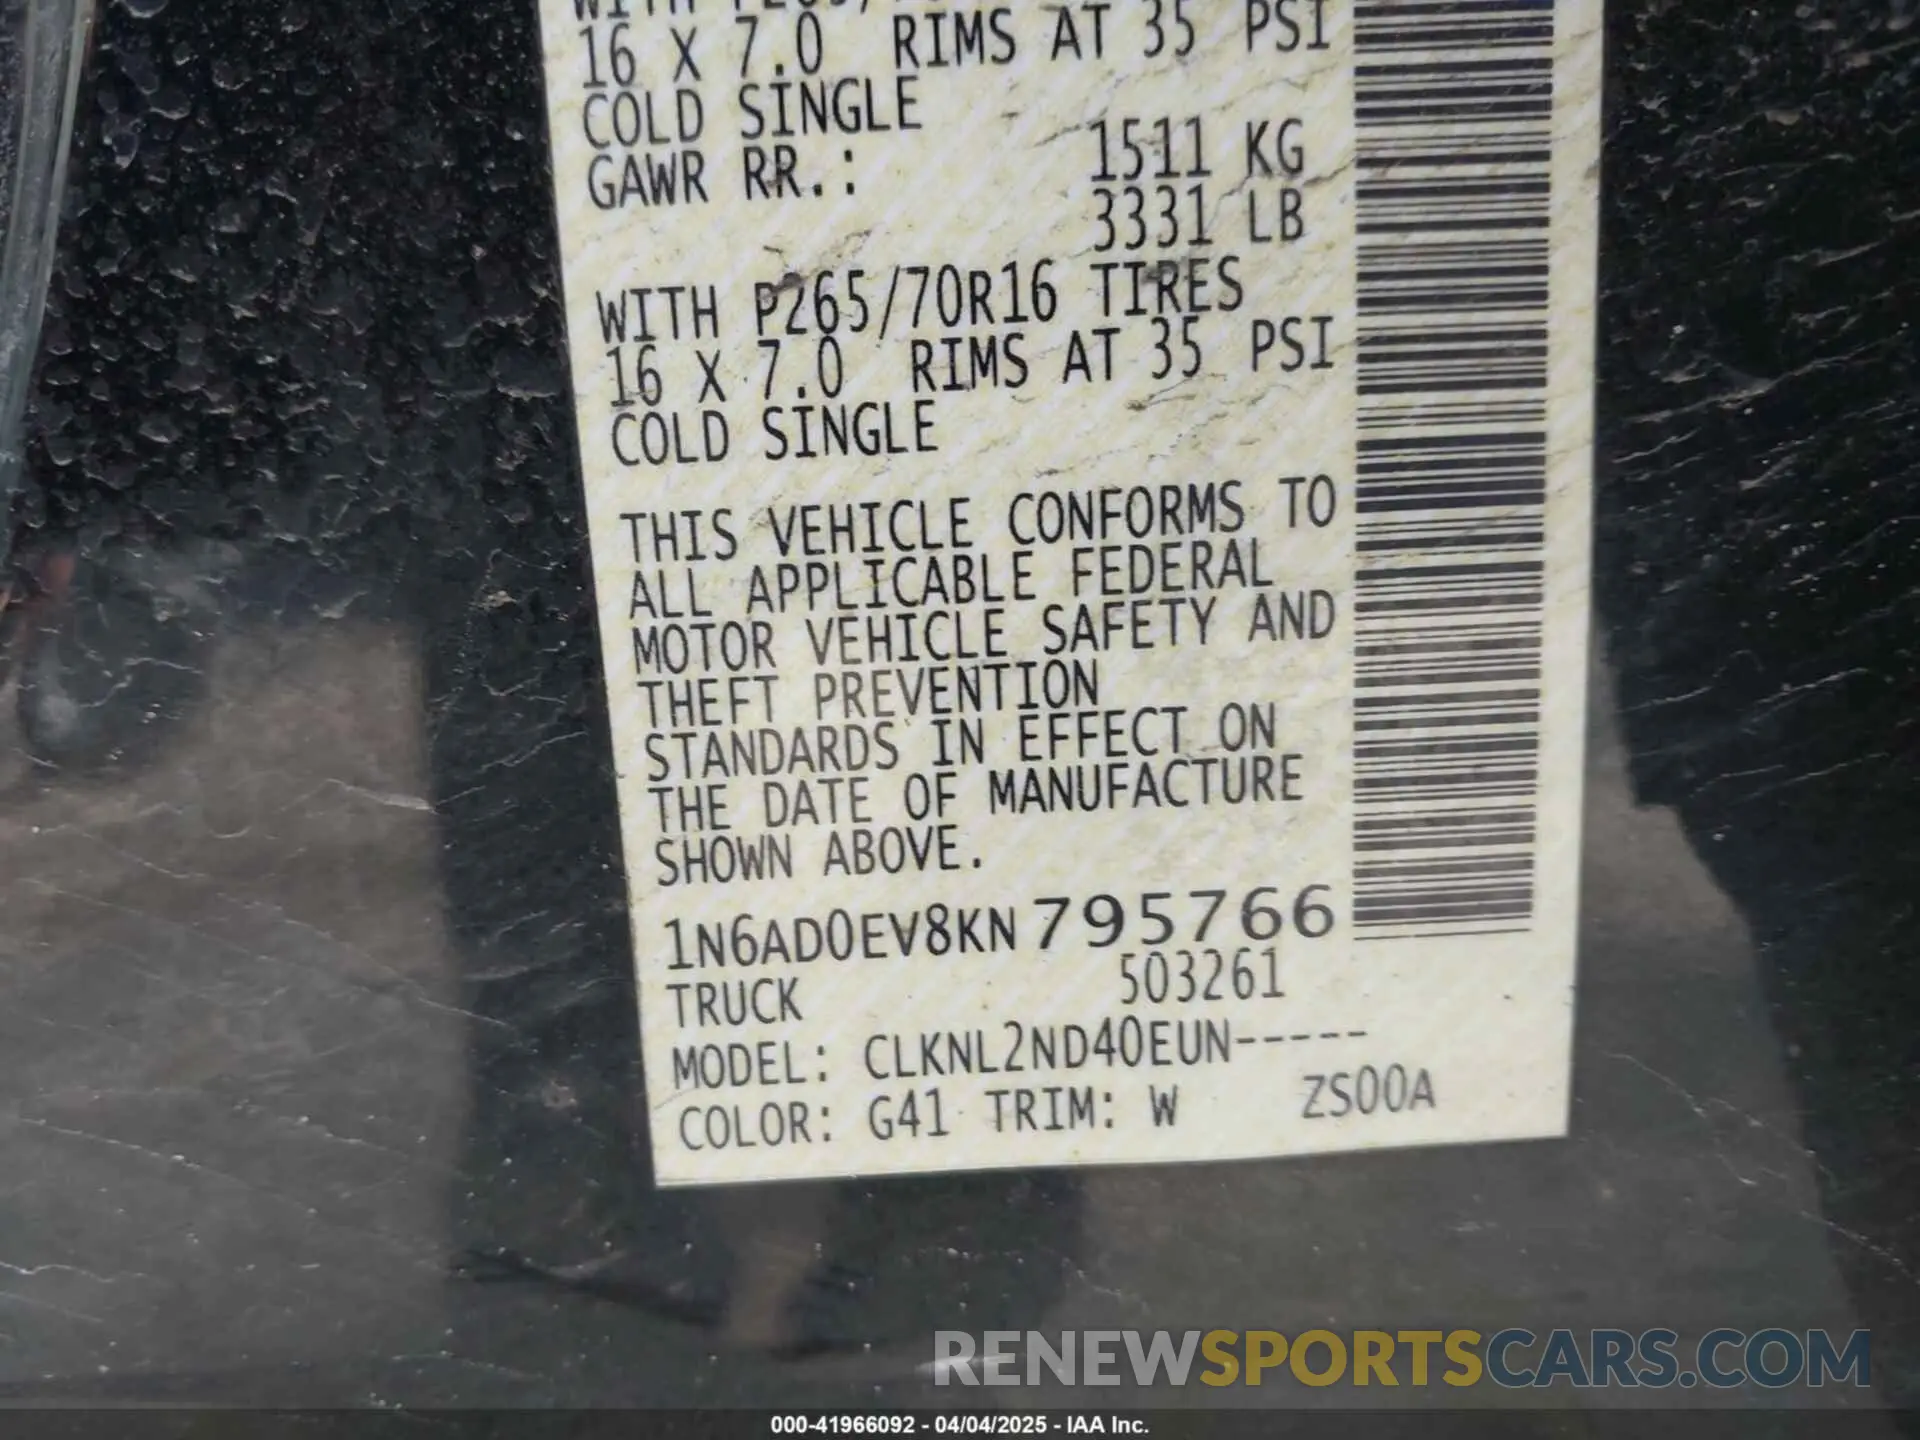 16 X 7.0 RIMS AT 35 PSI
COLD SINGLE
GAWR RR.: 1511 KG
3331 LB
WITH P265/70R16 TIRES
16 X 7.0 RIMS AT 35 PSI
COLD SINGLE
THIS VEHICLE CONFORMS TO
ALL APPLICABLE FEDERAL
MOTOR VEHICLE SAFETY AND
THEFT PREVENTION
STANDARDS IN EFFECT ON
THE DATE OF MANUFACTURE
SHOWN ABOVE.
1N6AD0EV8KN795766
TRUCK 503261
MODEL: CLKNL2ND40EUN-----
COLOR: G41 TRIM: W ZS00A
RENEWSPORTSCARS.COM
000-41966092 - 04/04/2025 - IAA Inc.